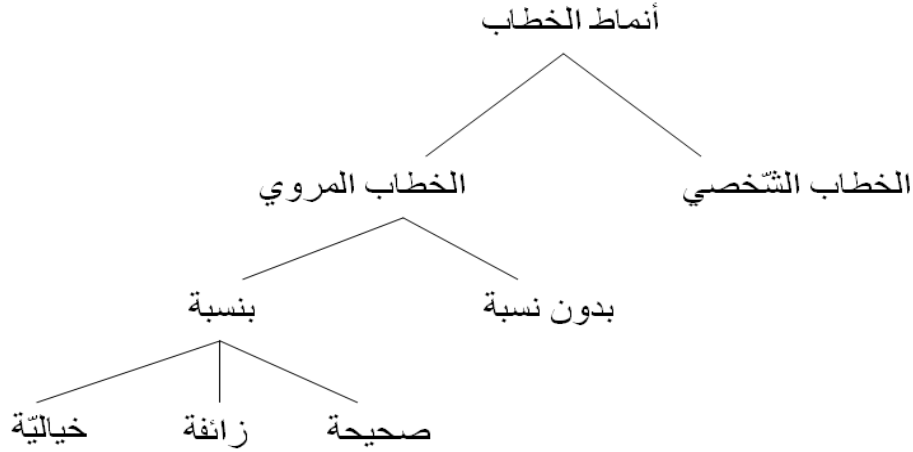 أنماط الخطاب
الخطاب الشّخصي
الخطاب المروي
بدون نسبة
بنسبة
صحيحة
زائفة
خياليّة